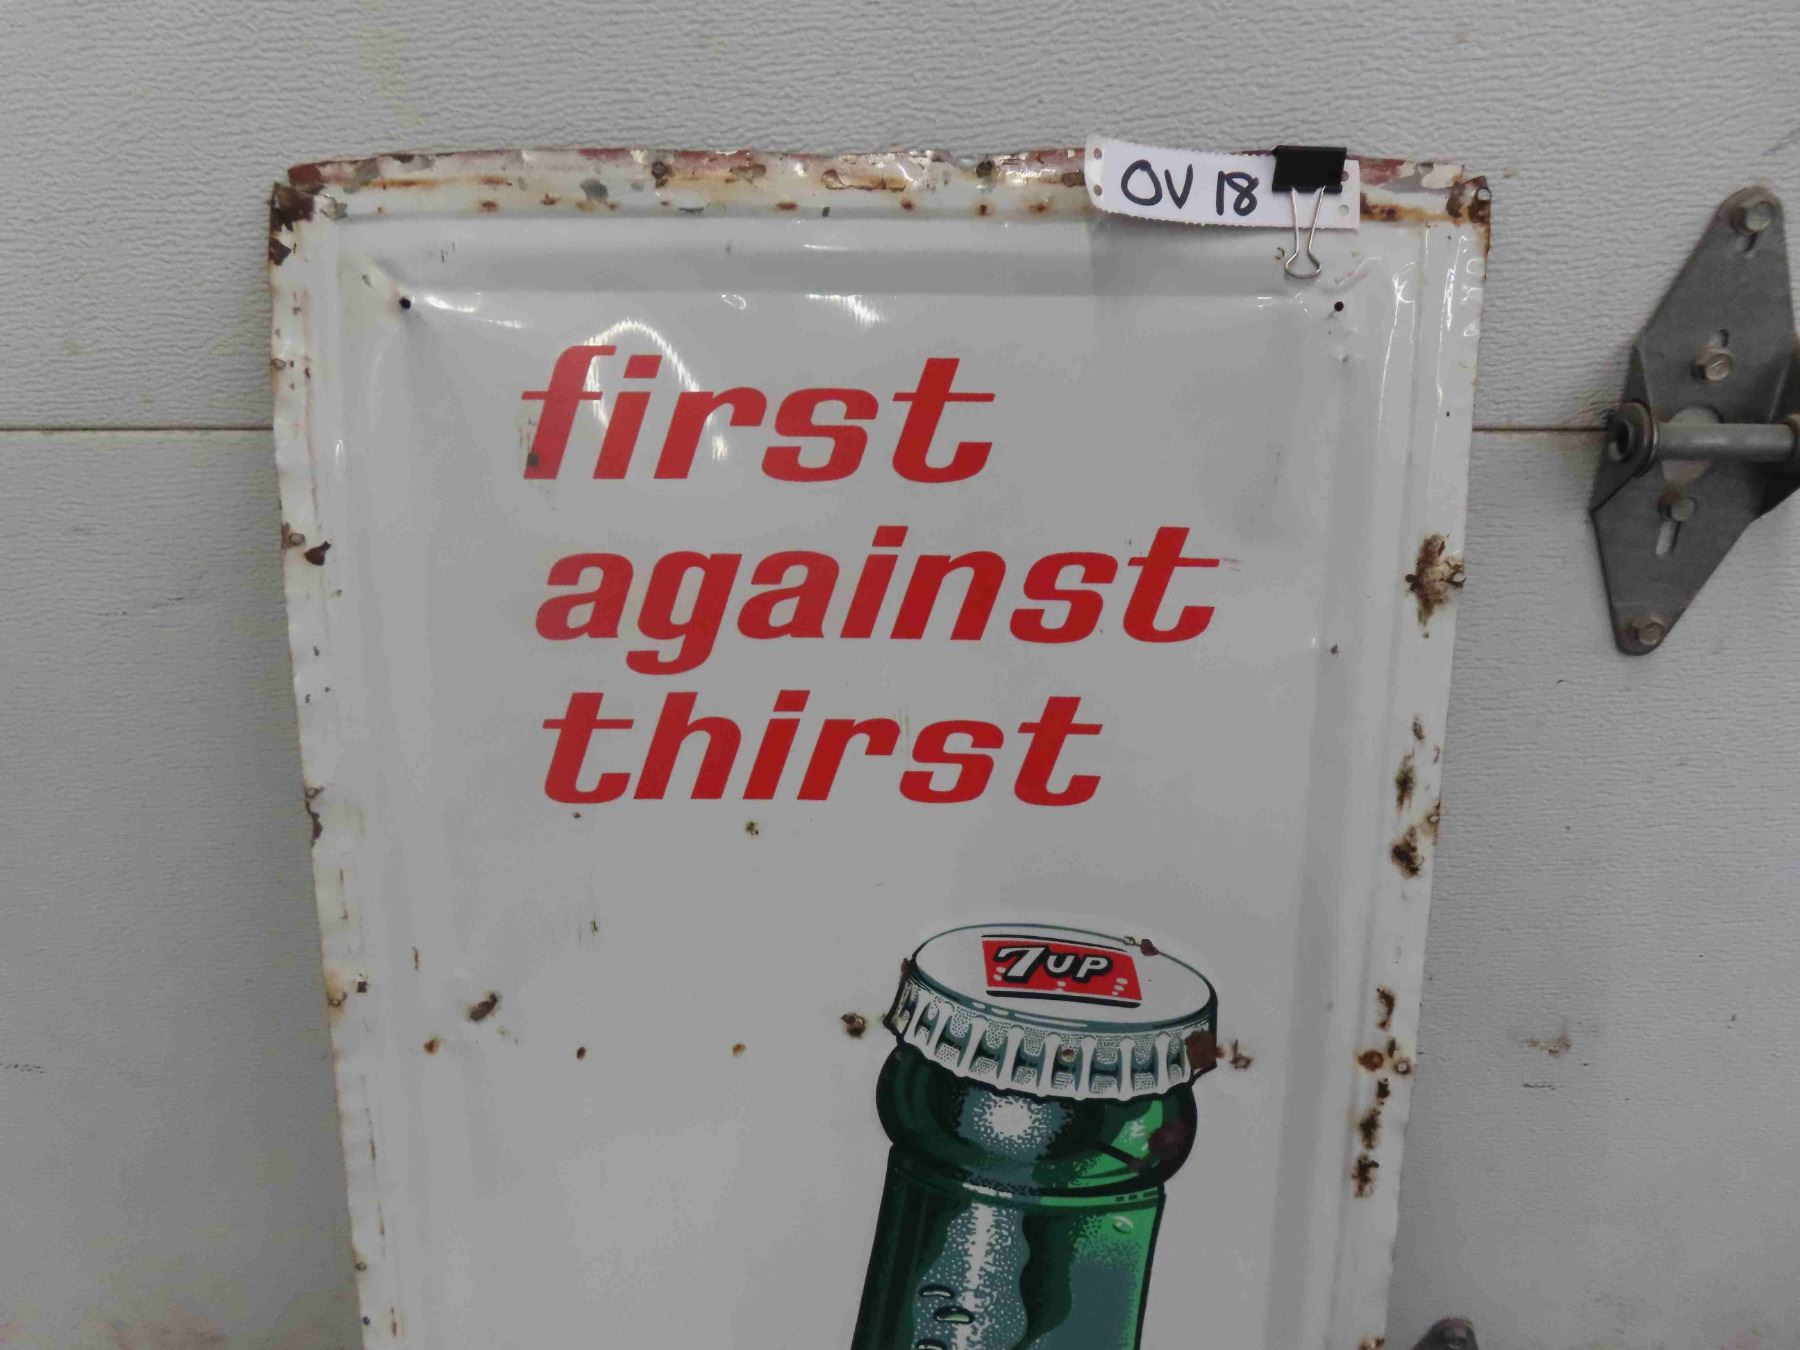 OV 18
first
against
thirst
7UP